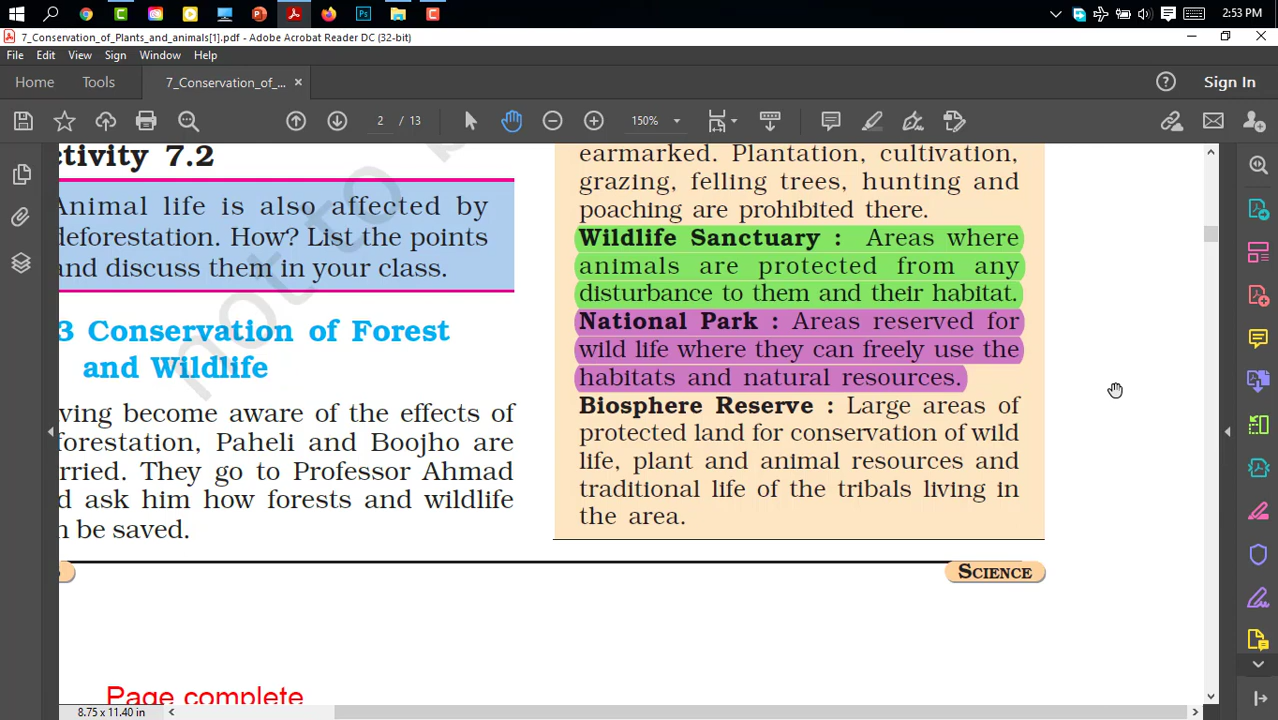 2:53 PM
7_Conservation_of_Plants_and_animals[1].pdf - Adobe Acrobat Reader DC (32-bit)
File Edit View Sign Window Help
Home Tools 7_Conservation_of_... × Sign In
2 / 13 150%
ctivity 7.2
Animal life is also affected by
deforestation. How? List the points
and discuss them in your class.
3 Conservation of Forest
and Wildlife
ving become aware of the effects of
forestation, Paheli and Boojho are
rried. They go to Professor Ahmad
d ask him how forests and wildlife
n be saved.
earmarked. Plantation, cultivation,
grazing, felling trees, hunting and
poaching are prohibited there.
Wildlife Sanctuary : Areas where
animals are protected from any
disturbance to them and their habitat.
National Park : Areas reserved for
wild life where they can freely use the
habitats and natural resources.
Biosphere Reserve : Large areas of
protected land for conservation of wild
life, plant and animal resources and
traditional life of the tribals living in
the area.
not to b
SCIENCE
Page complete
8.75 x 11.40 in